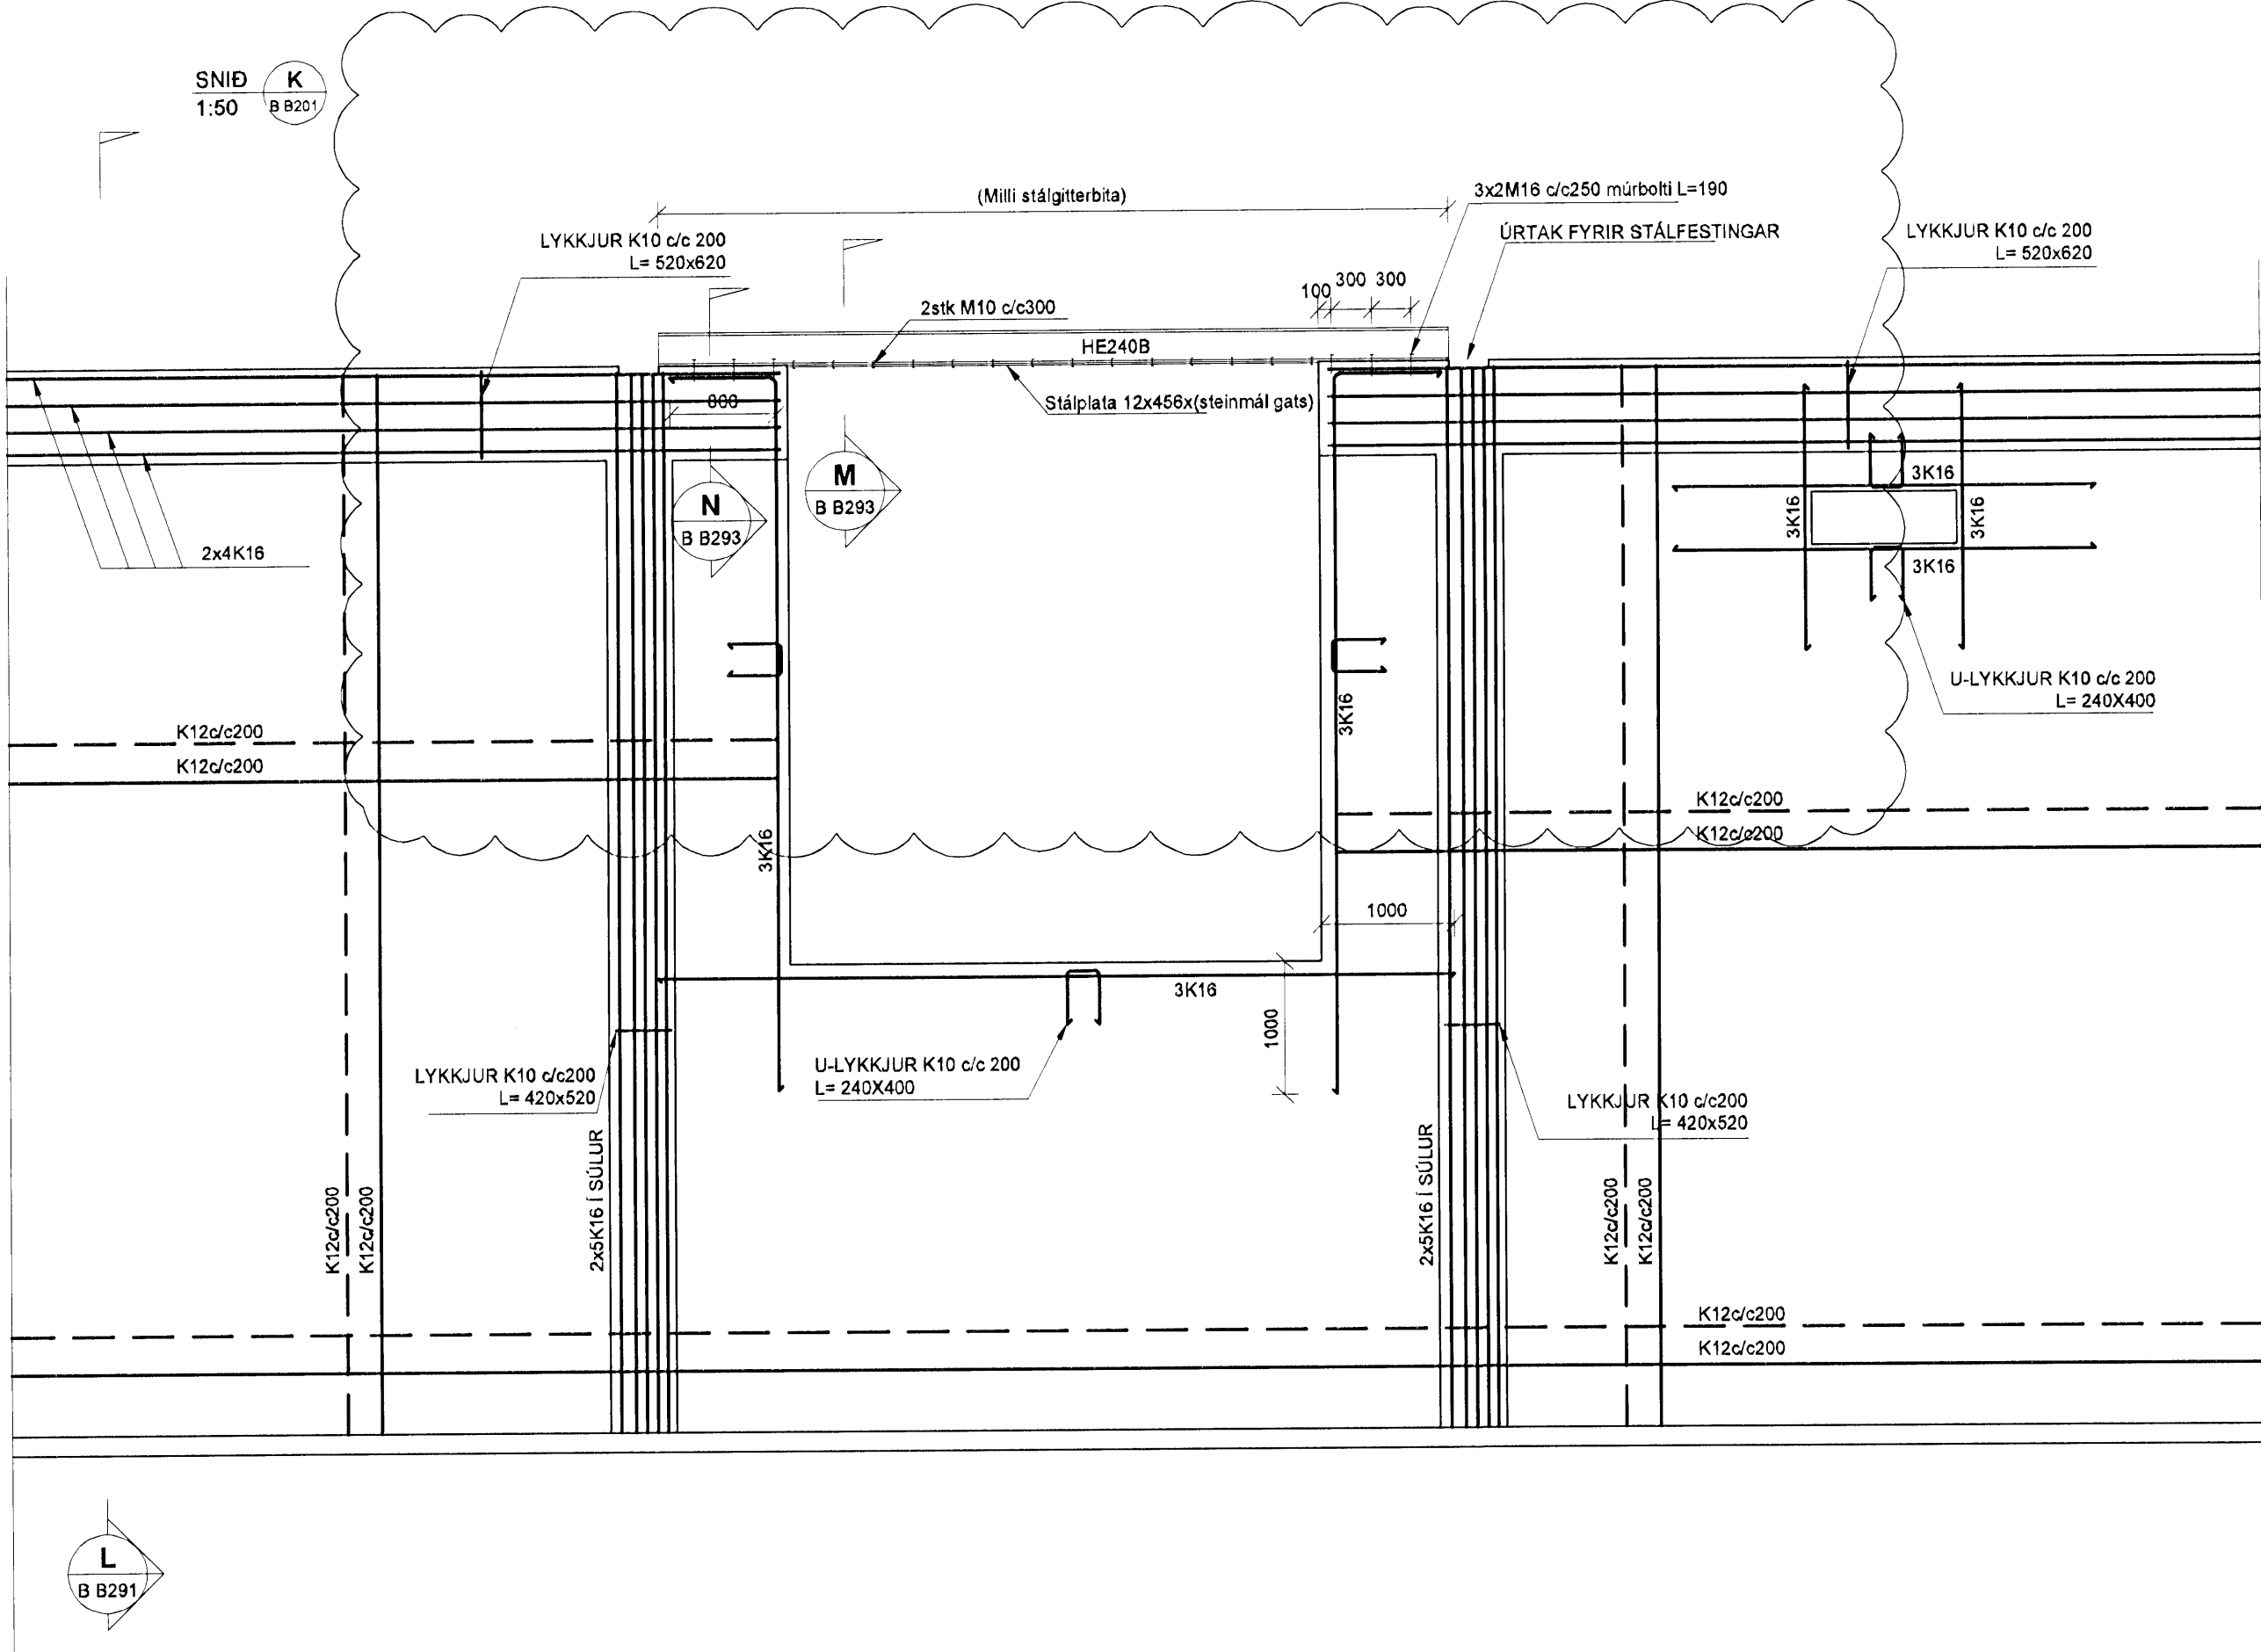 SNIÐ
1:50
K
B B201
(Milli stálgitterbita)
3x2M16 c/c250 múrbolti L=190
ÚRTAK FYRIR STÁLFESTINGAR
LYKKJUR K10 c/c 200
L= 520x620
LYKKJUR K10 c/c 200
L= 520x620
100
300
300
2stk M10 c/c300
HE240B
800
Stálplata 12x456x(steinmál gats)
M
B B293
N
B B293
2x4K16
3K16
3K16
3K16
3K16
U-LYKKJUR K10 c/c 200
L= 240X400
3K16
K12c/c200
K12c/c200
K12c/c200
K12c/c200
3K16
1000
3K16
1000
LYKKJUR K10 c/c200
L= 420x520
U-LYKKJUR K10 c/c 200
L= 240X400
LYKKJUR K10 c/c200
L= 420x520
2x5K16 Í SÚLUR
2x5K16 Í SÚLUR
K12c/c200
K12c/c200
K12c/c200
K12c/c200
K12c/c200
K12c/c200
L
B B291